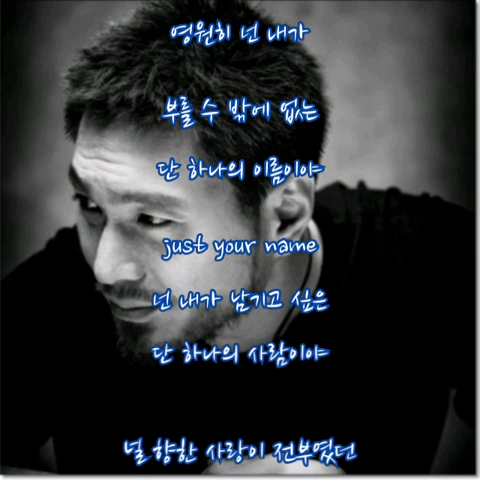 영원히 넌 내가
부를 수 밖에 없는
단 하나의 이름이야
just your name
넌 내가 남기고 싶은
단 하나의 사람이야
널 향한 사랑이 전부였던